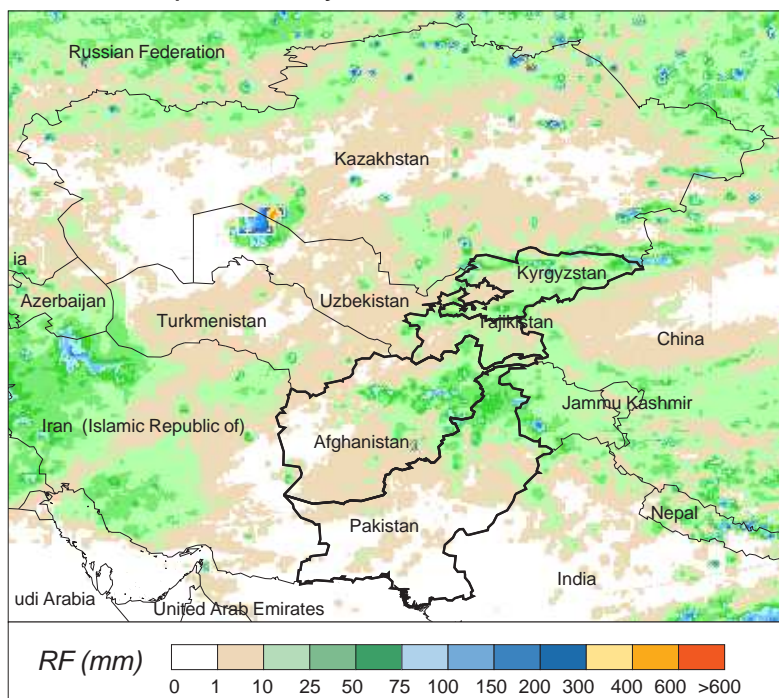 Russian Federation
Kazakhstan
ia
Kyrgyzstan
Azerbaijan
Uzbekistan
Turkmenistan
Tajikistan
China
Jammu Kashmir
Iran (Islamic Republic of)
Afghanistan
Nepal
Pakistan
India
udi Arabia
United Arab Emirates
RF (mm)
0 1 10 25 50 75 100 150 200 300 400 600 >600